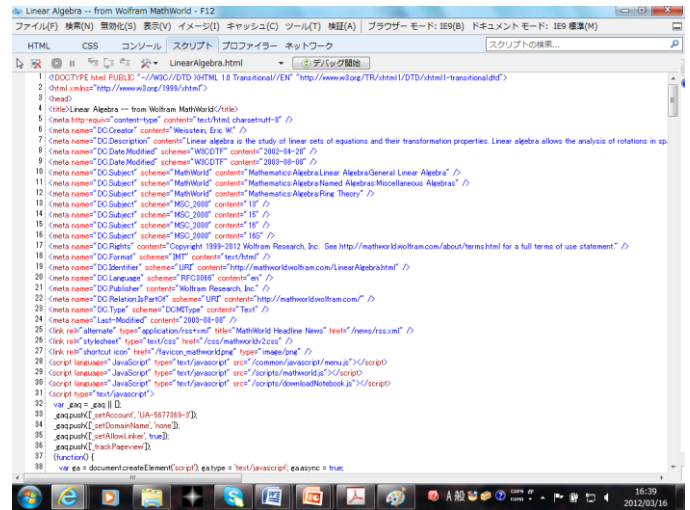 Linear Algebra -- from Wolfram MathWorld - F12
ファイル(F) 検索(N) 無効化(S) 表示(V) イメージ(I) キャッシュ(C) ツール(T) 検証(A) ブラウザー モード: IE9(B) ドキュメント モード: IE9 標準(M)
HTML CSS コンソール スクリプト プロファイラー ネットワーク スクリプトの検索...
LinearAlgebra.html デバッグ開始
1 <!DOCTYPE html PUBLIC "-//W3C//DTD XHTML 1.0 Transitional//EN" "http://www.w3.org/TR/xhtml1/DTD/xhtml1-transitional.dtd">
2 <html xmlns="http://www.w3.org/1999/xhtml">
3 <head>
4 <title>Linear Algebra -- from Wolfram MathWorld</title>
5 <meta http-equiv="content-type" content="text/html; charset=utf-8" />
6 <meta name="DC.Creator" content="Weisstein, Eric W." />
7 <meta name="DC.Description" content="Linear algebra is the study of linear sets of equations and their transformation properties. Linear algebra allows the analysis of rotations in sp
8 <meta name="DC.Date.Modified" scheme="W3CDTF" content="2002-04-28" />
9 <meta name="DC.Date.Modified" scheme="W3CDTF" content="2003-08-08" />
10 <meta name="DC.Subject" scheme="MathWorld" content="Mathematics:Algebra:Linear Algebra:General Linear Algebra" />
11 <meta name="DC.Subject" scheme="MathWorld" content="Mathematics:Algebra:Named Algebras:Miscellaneous Algebras" />
12 <meta name="DC.Subject" scheme="MathWorld" content="Mathematics:Algebra:Ring Theory" />
13 <meta name="DC.Subject" scheme="MSC_2000" content="13" />
14 <meta name="DC.Subject" scheme="MSC_2000" content="15" />
15 <meta name="DC.Subject" scheme="MSC_2000" content="16" />
16 <meta name="DC.Subject" scheme="MSC_2000" content="16S" />
17 <meta name="DC.Rights" content="Copyright 1999-2012 Wolfram Research, Inc. See http://mathworld.wolfram.com/about/terms.html for a full terms of use statement." />
18 <meta name="DC.Format" scheme="IMT" content="text/html" />
19 <meta name="DC.Identifier" scheme="URI" content="http://mathworld.wolfram.com/LinearAlgebra.html" />
20 <meta name="DC.Language" scheme="RFC3066" content="en" />
21 <meta name="DC.Publisher" content="Wolfram Research, Inc." />
22 <meta name="DC.Relation.IsPartOf" scheme="URI" content="http://mathworld.wolfram.com/" />
23 <meta name="DC.Type" scheme="DCMIType" content="Text" />
24 <meta name="Last-Modified" content="2003-08-08" />
25 <link rel="alternate" type="application/rss+xml" title="MathWorld Headline News" href="/news/rss.xml" />
26 <link rel="stylesheet" type="text/css" href="/css/mathworldv2.css" />
27 <link rel="shortcut icon" href="/favicon_mathworld.png" type="image/png" />
28 <script language="JavaScript" type="text/javascript" src="/common/javascript/menu.js"></script>
29 <script language="JavaScript" type="text/javascript" src="/scripts/mathworld.js"></script>
30 <script language="JavaScript" type="text/javascript" src="/scripts/downloadNotebook.js"></script>
31 <script type="text/javascript">
32 var _gaq = _gaq || [];
33 _gaq.push(['_setAccount', 'UA-5677369-3']);
34 _gaq.push(['_setDomainName', 'none']);
35 _gaq.push(['_setAllowLinker', true]);
36 _gaq.push(['_trackPageview']);
37 (function() {
38 var ga = document.createElement('script'); ga.type = 'text/javascript'; ga.async = true;
A 般 CAPS KANA 16:39
2012/03/16